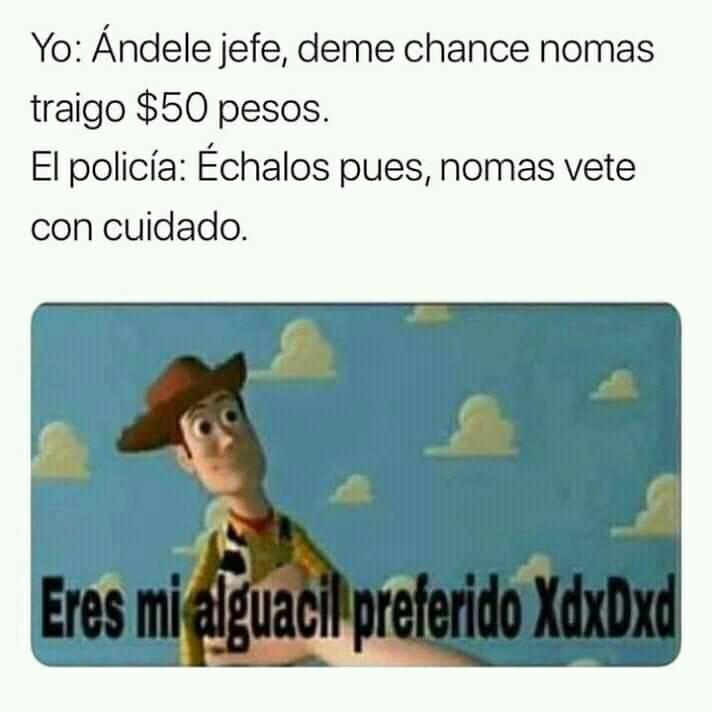 Yo: Ándele jefe, deme chance nomas
traigo $50 pesos.
El policía: Échalos pues, nomas vete
con cuidado.
Eres mi alguacil preferido XdxDxd